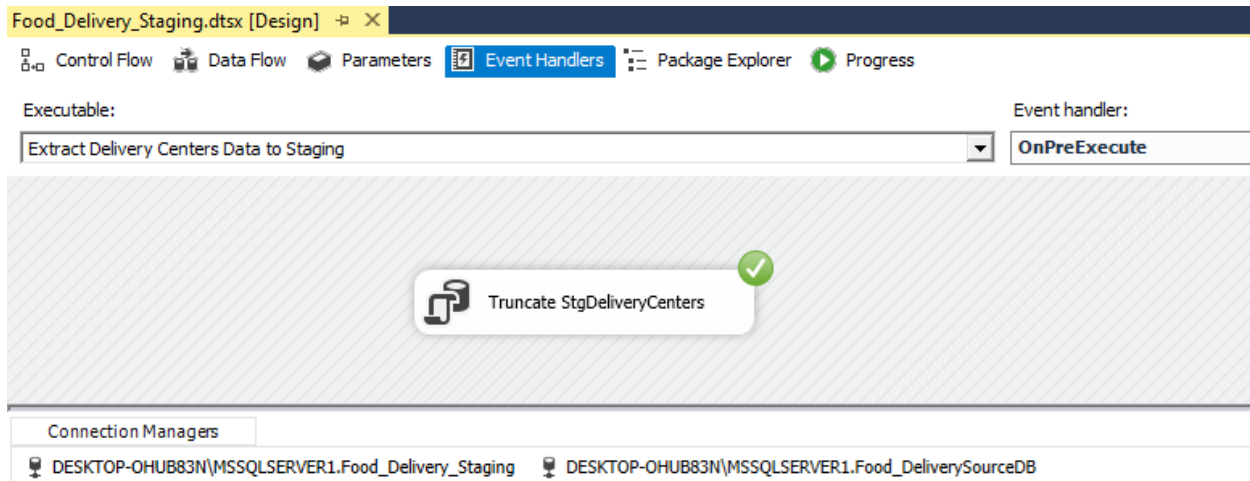 Food_Delivery_Staging.dtsx [Design]
Control Flow Data Flow Parameters Event Handlers Package Explorer Progress
Executable: Event handler:
Extract Delivery Centers Data to Staging OnPreExecute
Truncate StgDeliveryCenters
Connection Managers
DESKTOP-OHUB83N\MSSQLSERVER1.Food_Delivery_Staging DESKTOP-OHUB83N\MSSQLSERVER1.Food_DeliverySourceDB